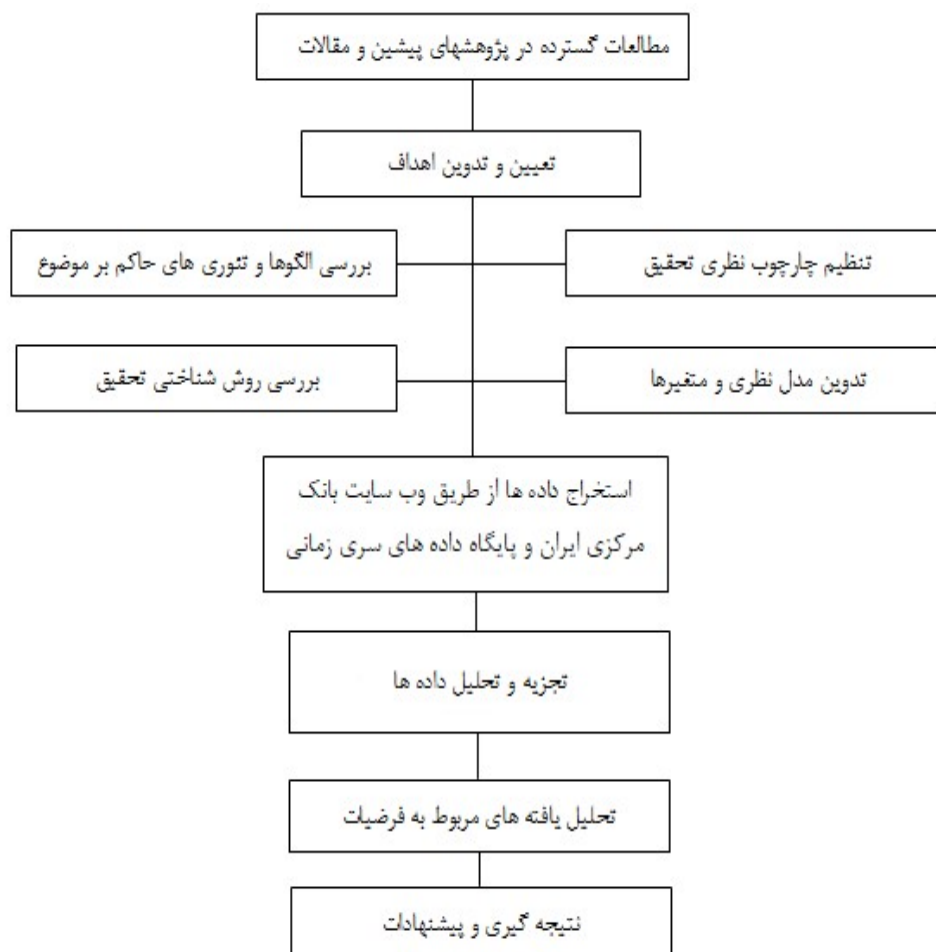 مطالعات گسترده در پژوهشهای پیشین و مقالات
تعیین و تدوین اهداف
تنظیم چارچوب نظری تحقیق
بررسی الگوها و تئوری های حاکم بر موضوع
تدوین مدل نظری و متغیرها
بررسی روش شناختی تحقیق
استخراج داده ها از طریق وب سایت بانک
مرکزی ایران و پایگاه داده های سری زمانی
تجزیه و تحلیل داده ها
تحلیل یافته های مربوط به فرضیات
نتیجه گیری و پیشنهادات